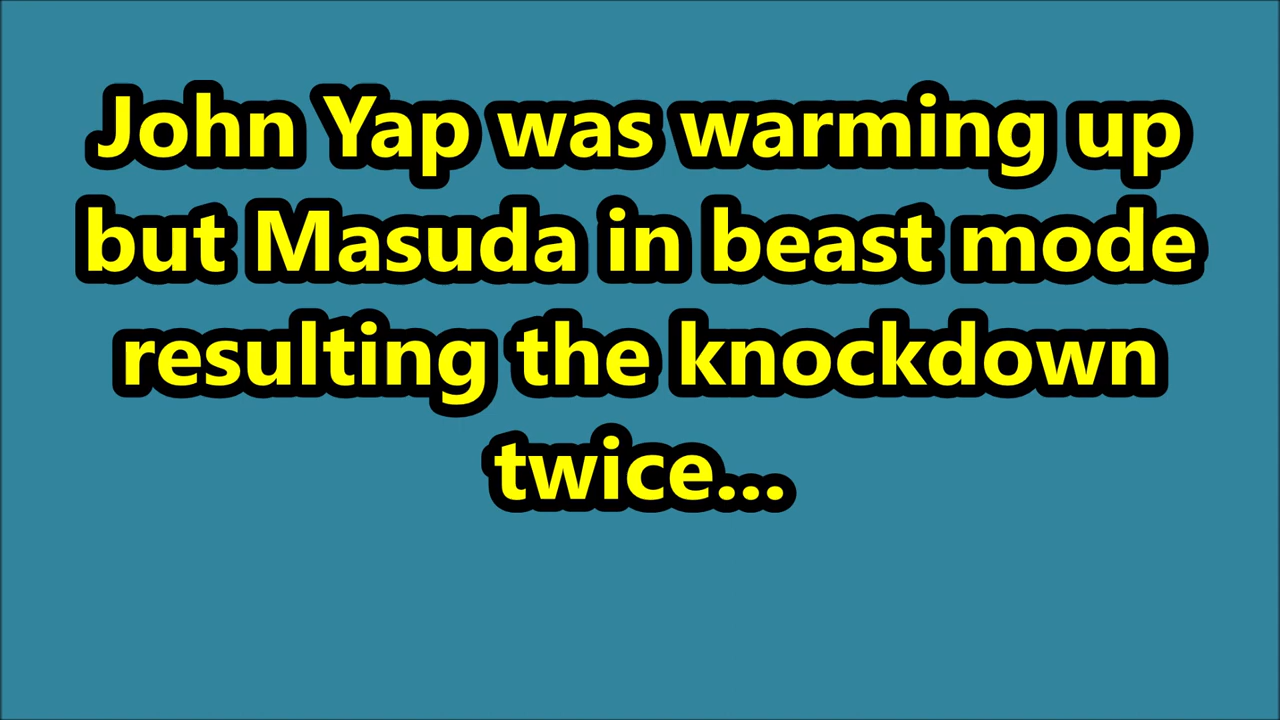 John Yap was warming up
but Masuda in beast mode
resulting the knockdown
twice...